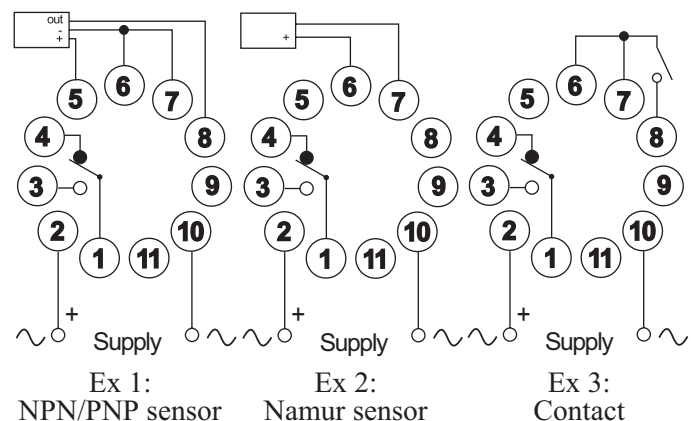 out
-
+
5 6 7
4 8
3 9
2 10
1 11
+
Supply
Ex 1:
NPN/PNP sensor
+
5 6 7
4 8
3 9
2 10
1 11
+
Supply
Ex 2:
Namur sensor
5 6 7
4 8
3 9
2 10
1 11
+
Supply
Ex 3:
Contact